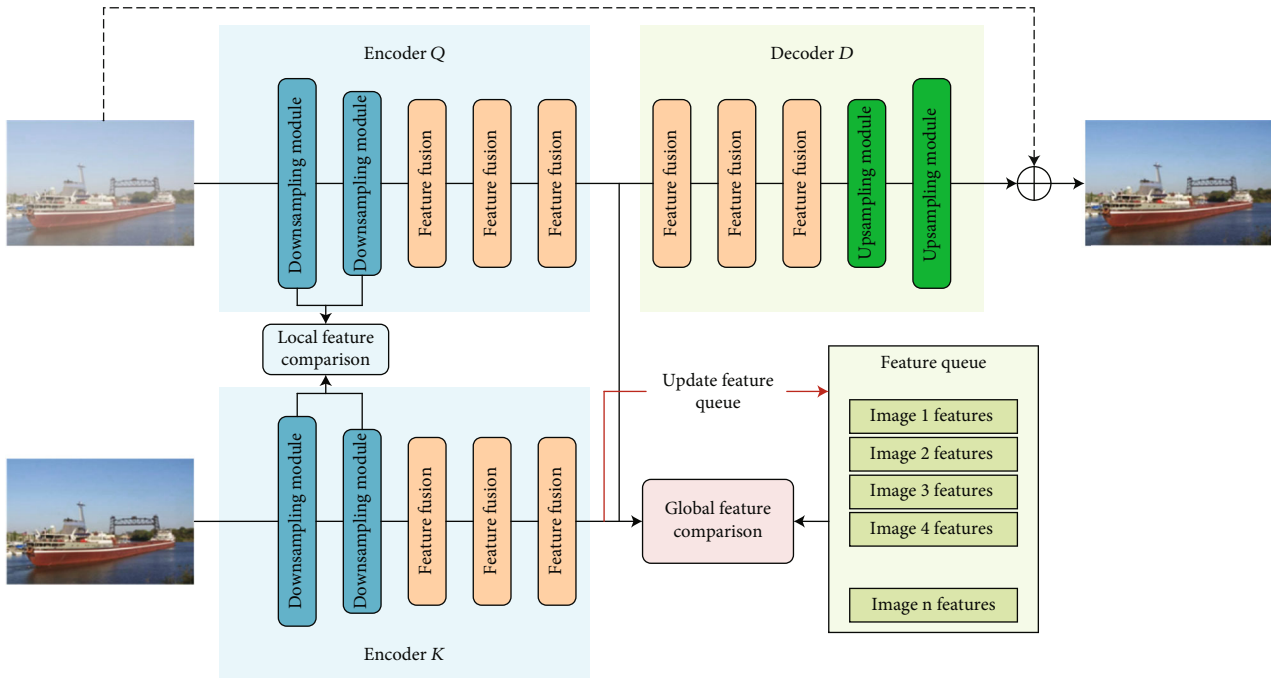 Encoder Q
Decoder D
Downsampling module
Downsampling module
Feature fusion
Feature fusion
Feature fusion
Feature fusion
Feature fusion
Feature fusion
Upsampling module
Upsampling module
Local feature
comparison
Update feature
queue
Feature queue
Image 1 features
Image 2 features
Image 3 features
Image 4 features
Image n features
Downsampling module
Downsampling module
Feature fusion
Feature fusion
Feature fusion
Global feature
comparison
Encoder K